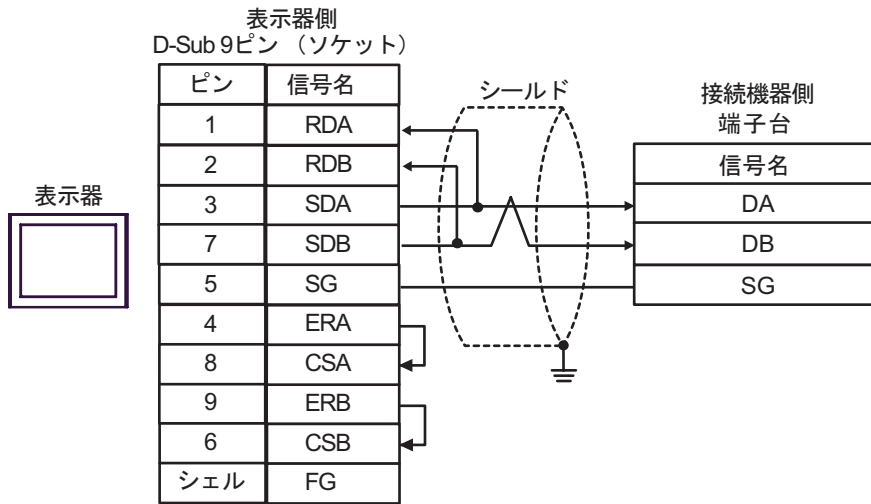 表示器側
D-Sub 9ピン （ソケット）
ピン 信号名
1 RDA
2 RDB
3 SDA
7 SDB
5 SG
4 ERA
8 CSA
9 ERB
6 CSB
シェル FG
表示器
シールド
接続機器側
端子台
信号名
DA
DB
SG